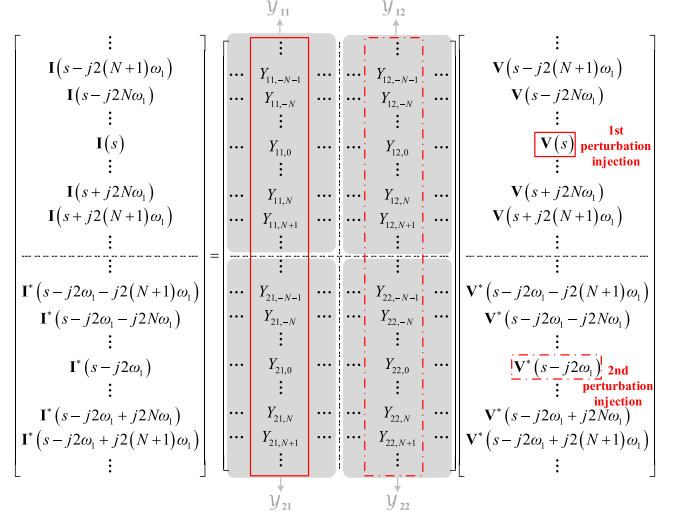 𝒴₁₁ 𝒴₁₂
⋮ ⋮ ⋮ ⋮
I(s−j2(N+1)ω₁) ⋯ Y₁₁,₋N₋₁ ⋯ ⋯ Y₁₂,₋N₋₁ ⋯ V(s−j2(N+1)ω₁)
I(s−j2Nω₁) ⋯ Y₁₁,₋N ⋯ ⋯ Y₁₂,₋N ⋯ V(s−j2Nω₁)
⋮ ⋮ ⋮ ⋮
I(s) ⋯ Y₁₁,₀ ⋯ ⋯ Y₁₂,₀ ⋯ V(s)
1st
perturbation
injection
⋮ ⋮ ⋮ ⋮
I(s+j2Nω₁) ⋯ Y₁₁,N ⋯ ⋯ Y₁₂,N ⋯ V(s+j2Nω₁)
I(s+j2(N+1)ω₁) ⋯ Y₁₁,N₊₁ ⋯ ⋯ Y₁₂,N₊₁ ⋯ V(s+j2(N+1)ω₁)
⋮ ⋮ ⋮ ⋮
=
⋮ ⋮ ⋮ ⋮
I*(s−j2ω₁−j2(N+1)ω₁) ⋯ Y₂₁,₋N₋₁ ⋯ ⋯ Y₂₂,₋N₋₁ ⋯ V*(s−j2ω₁−j2(N+1)ω₁)
I*(s−j2ω₁−j2Nω₁) ⋯ Y₂₁,₋N ⋯ ⋯ Y₂₂,₋N ⋯ V*(s−j2ω₁−j2Nω₁)
⋮ ⋮ ⋮ ⋮
I*(s−j2ω₁) ⋯ Y₂₁,₀ ⋯ ⋯ Y₂₂,₀ ⋯ V*(s−j2ω₁)
2nd
perturbation
injection
⋮ ⋮ ⋮ ⋮
I*(s−j2ω₁+j2Nω₁) ⋯ Y₂₁,N ⋯ ⋯ Y₂₂,N ⋯ V*(s−j2ω₁+j2Nω₁)
I*(s−j2ω₁+j2(N+1)ω₁) ⋯ Y₂₁,N₊₁ ⋯ ⋯ Y₂₂,N₊₁ ⋯ V*(s−j2ω₁+j2(N+1)ω₁)
⋮ ⋮ ⋮ ⋮
𝒴₂₁ 𝒴₂₂